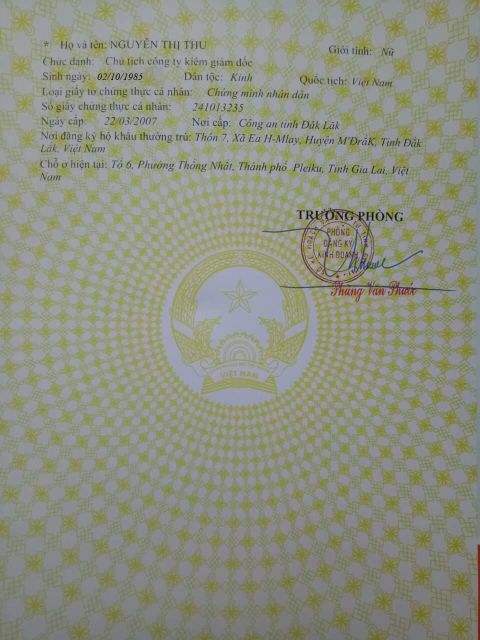 * Họ và tên: NGUYỄN THỊ THU Giới tính: Nữ
Chức danh: Chủ tịch công ty kiêm giám đốc
Sinh ngày: 02/10/1985 Dân tộc: Kinh Quốc tịch: Việt Nam
Loại giấy tờ chứng thực cá nhân: Chứng minh nhân dân
Số giấy chứng thực cá nhân: 241013235
Ngày cấp: 22/03/2007 Nơi cấp: Công an tỉnh Đăk Lăk
Nơi đăng ký hộ khẩu thường trú: Thôn 7, Xã Ea H-Mlay, Huyện M'ĐrăK, Tỉnh Đắk
Lắk, Việt Nam
Chỗ ở hiện tại: Tổ 6, Phường Thống Nhất, Thành phố Pleiku, Tỉnh Gia Lai, Việt
Nam
TRƯỞNG PHÒNG
PHÒNG
ĐĂNG KÝ
KINH DOANH
Phùng Văn Phước
VIỆT NAM